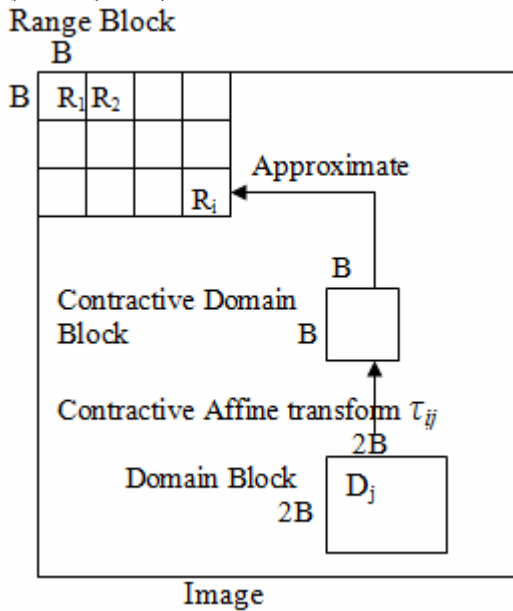 Range Block
B
B R₁ R₂
Approximate
Rᵢ
B
Contractive Domain
Block B
Contractive Affine transform τᵢⱼ
2B
Domain Block
2B Dⱼ
Image